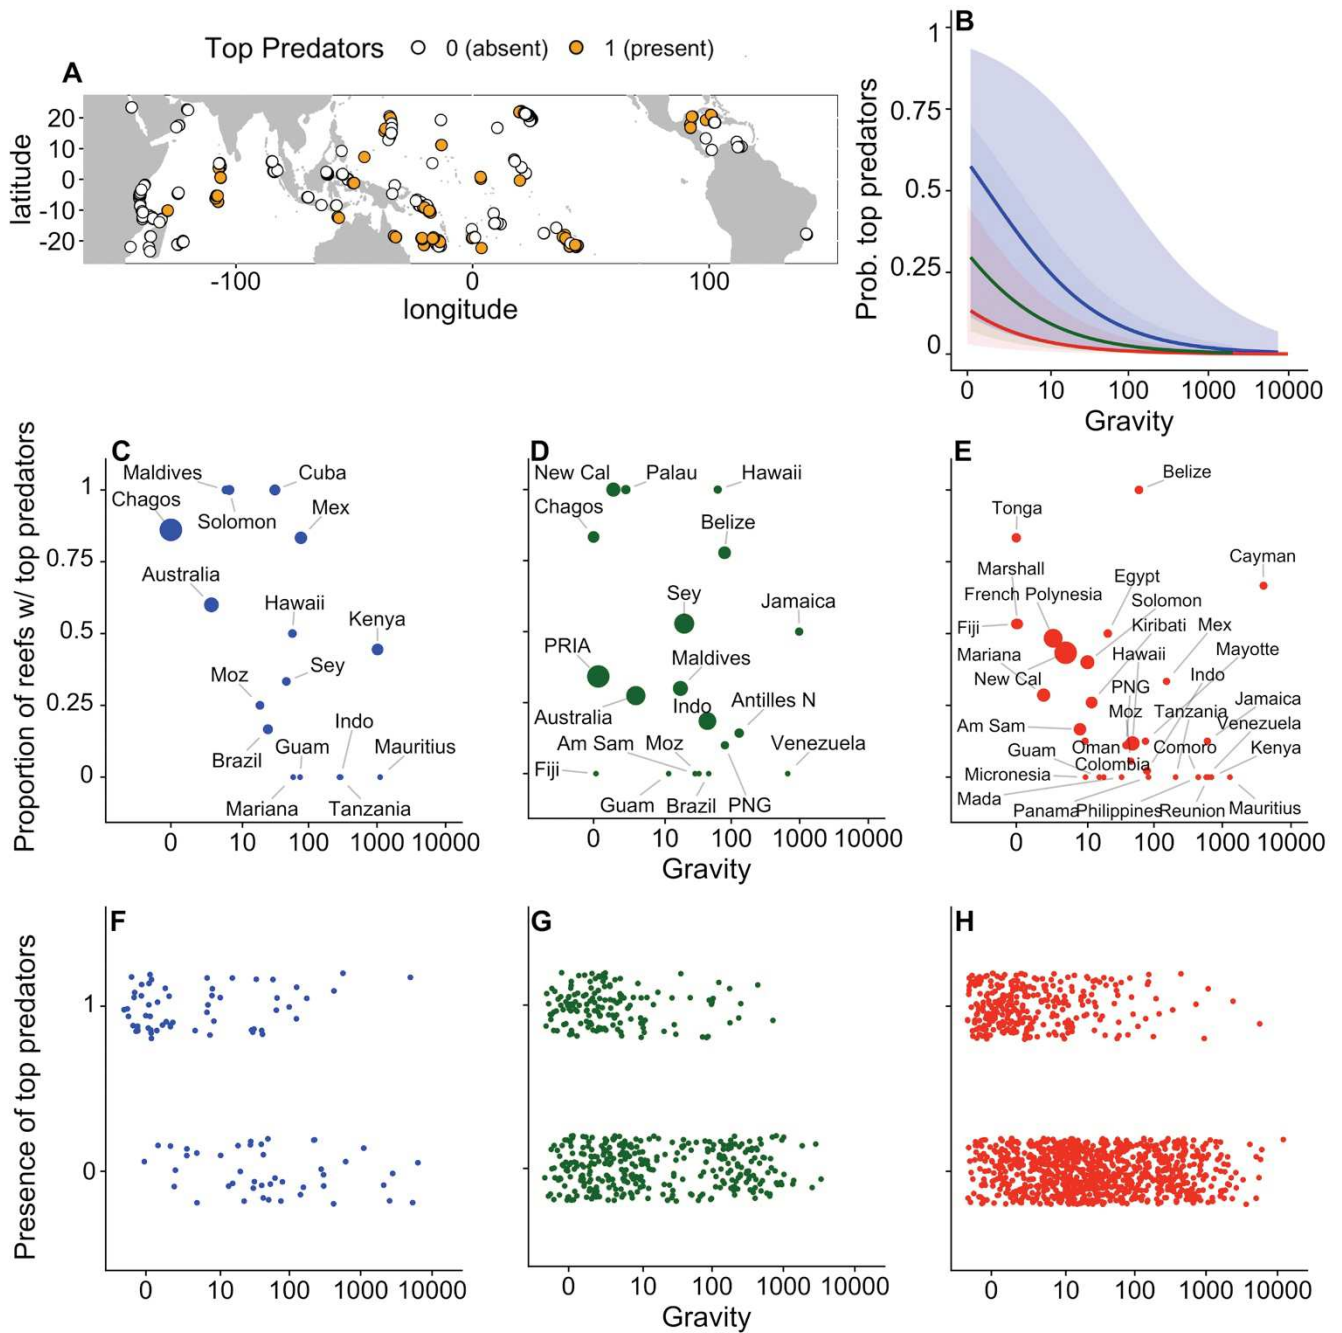 Top Predators 0 (absent) 1 (present)
A
20
10
0
-10
-20
latitude
-100 0 100
longitude
B
1
0.75
0.5
0.25
0
Prob. top predators
0 10 100 1000 10000
Gravity
Proportion of reefs w/ top predators
1
0.75
0.5
0.25
0
C
Maldives
Cuba
Chagos
Solomon
Mex
Australia
Hawaii
Kenya
Moz
Sey
Brazil
Guam
Indo
Mauritius
Mariana
Tanzania
0 10 100 1000 10000
D
New Cal
Palau
Hawaii
Chagos
Belize
Sey
Jamaica
PRIA
Maldives
Australia
Indo
Antilles N
Am Sam
Moz
Venezuela
Fiji
Guam
Brazil
PNG
0 10 100 1000 10000
Gravity
E
Belize
Tonga
Cayman
Marshall
Egypt
French Polynesia
Solomon
Fiji
Kiribati
Mex
Mariana
Hawaii
Mayotte
New Cal
PNG
Indo
Moz
Tanzania
Jamaica
Am Sam
Venezuela
Guam
Oman
Comoro
Kenya
Colombia
Micronesia
Mada
Panama
Philippines
Reunion
Mauritius
0 10 100 1000 10000
Presence of top predators
1
0
F
0 10 100 1000 10000
G
0 10 100 1000 10000
Gravity
H
0 10 100 1000 10000